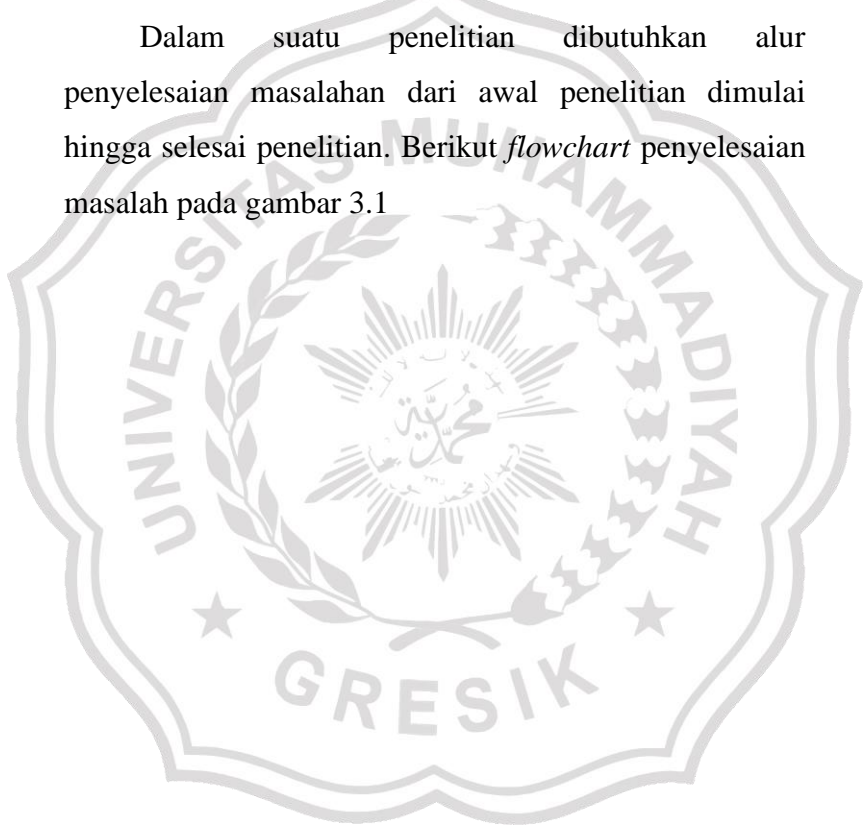 Dalam suatu penelitian dibutuhkan alur
penyelesaian masalahan dari awal penelitian dimulai
hingga selesai penelitian. Berikut flowchart penyelesaian
masalah pada gambar 3.1
UNIVERSITAS MUHAMMADIYAH
GRESIK